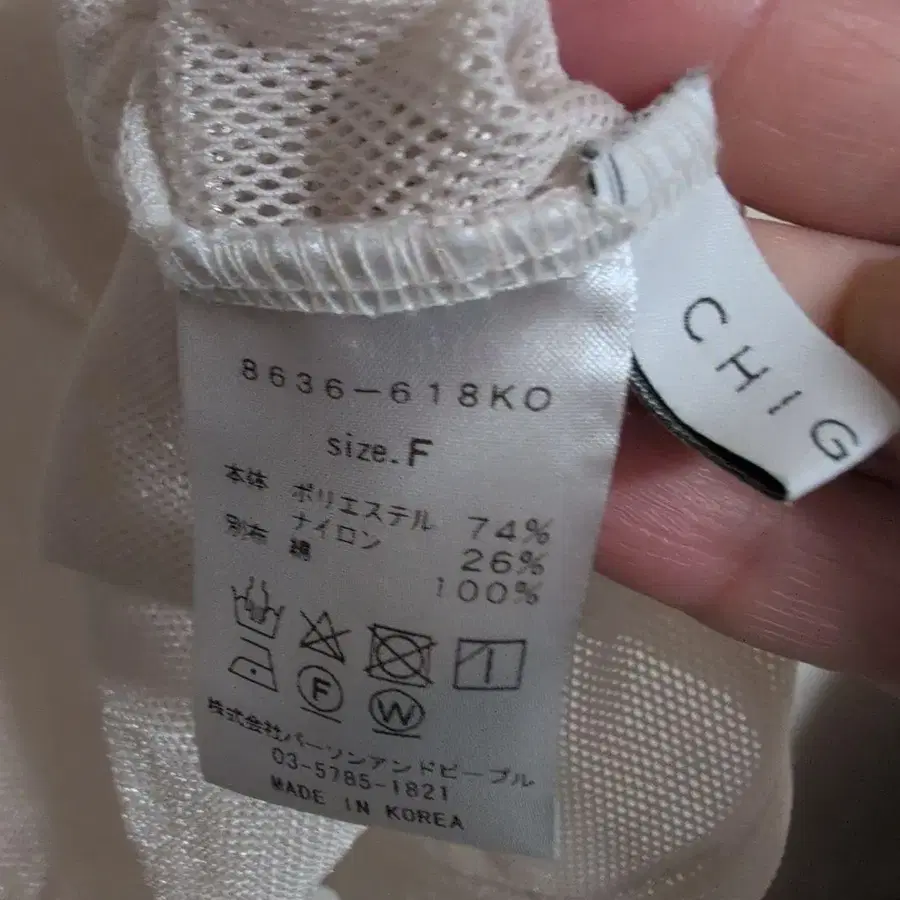 8636-618KO
size.F
本体 ポリエステル 74%
ナイロン 26%
別布 綿 100%
F
W
株式会社パーソンアンドピープル
03-5785-1821
MADE IN KOREA
CHIG